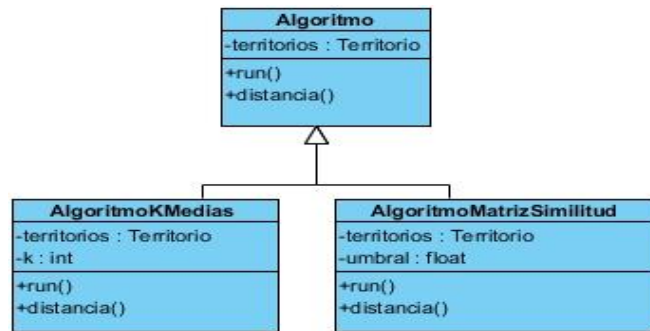 Algoritmo
-territorios : Territorio
+run()
+distancia()
AlgoritmoKMedias
-territorios : Territorio
-k : int
+run()
+distancia()
AlgoritmoMatrizSimilitud
-territorios : Territorio
-umbral : float
+run()
+distancia()